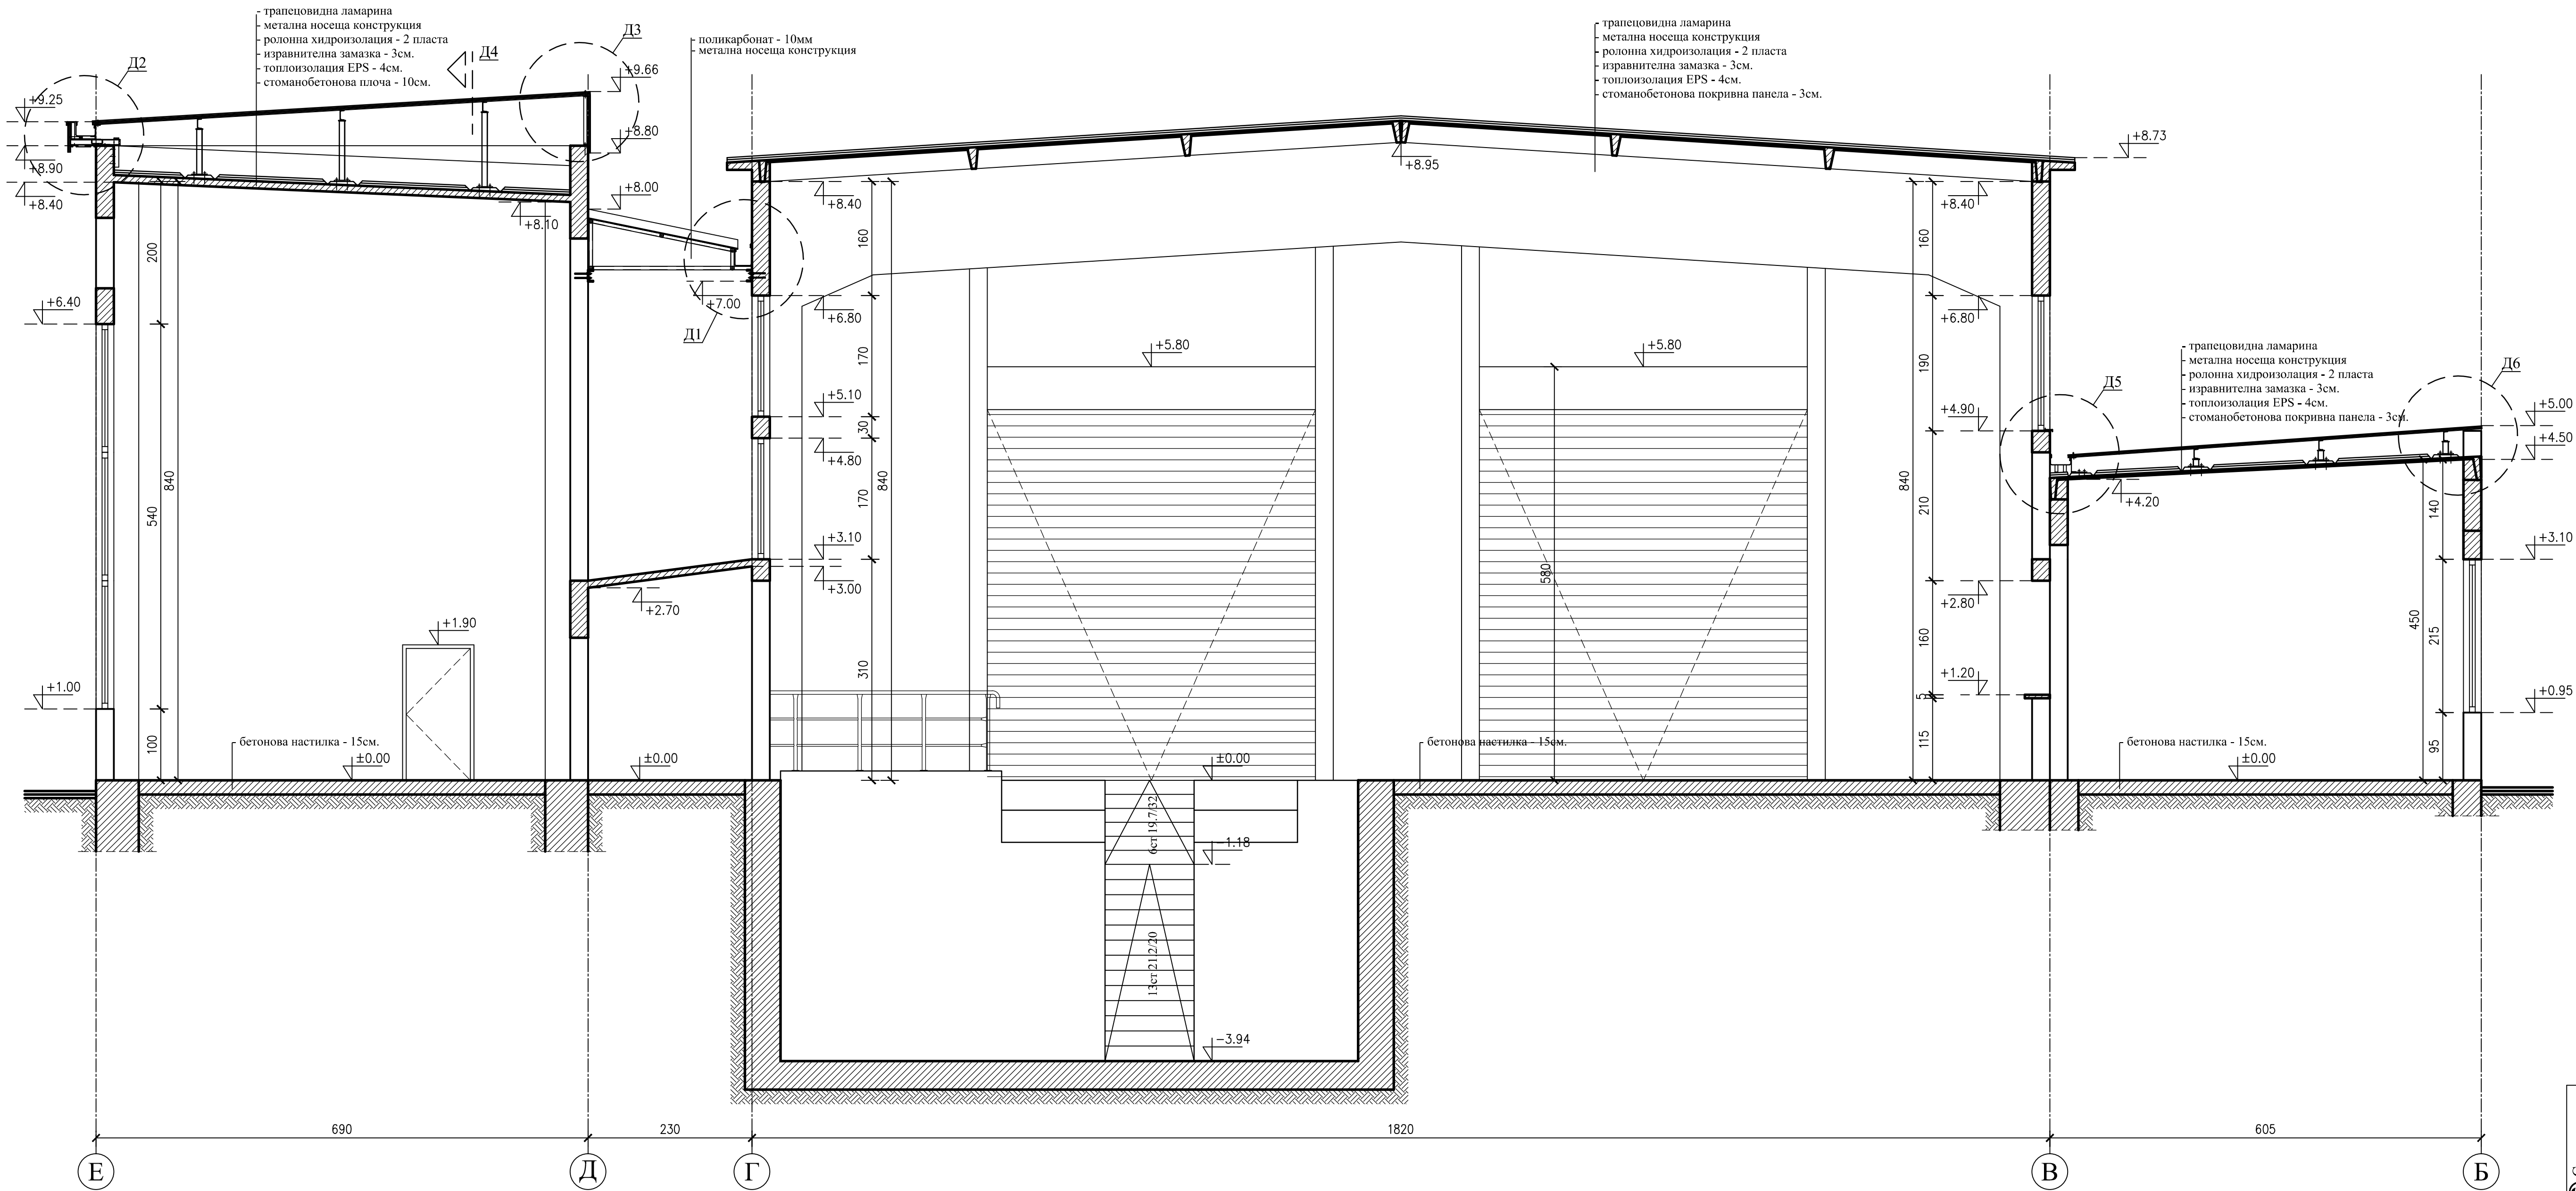 - трапецовидна ламарина
- метална носеща конструкция
- ролонна хидроизолация - 2 пласта
- изравнителна замазка - 3см.
- топлоизолация EPS - 4см.
- стоманобетонова плоча - 10см.
Д2
Д4
Д3
- поликарбонат - 10мм
- метална носеща конструкция
- трапецовидна ламарина
- метална носеща конструкция
- ролонна хидроизолация - 2 пласта
- изравнителна замазка - 3см.
- топлоизолация EPS - 4см.
- стоманобетонова покривна панела - 3см.
+9.25
+8.90
+8.40
+9.66
+8.80
+8.00
+8.10
+8.40
+8.95
+8.73
+8.40
200
160
160
+6.40
+7.00
Д1
+6.80
+6.80
+5.80
+5.80
170
190
- трапецовидна ламарина
- метална носеща конструкция
- ролонна хидроизолация - 2 пласта
- изравнителна замазка - 3см.
- топлоизолация EPS - 4см.
- стоманобетонова покривна панела - 3см.
Д5
Д6
+5.10
30
+4.80
+4.90
+5.00
+4.50
+4.20
840
540
840
170
840
210
140
580
+3.10
+3.00
+2.70
+2.80
+3.10
310
160
450
215
+1.90
+1.00
+1.20
5
+0.95
100
115
95
бетонова настилка - 15см.
±0.00
±0.00
±0.00
бетонова настилка - 15см.
бетонова настилка - 15см.
±0.00
6ст 19.7/32
-1.18
13ст 21.2/20
-3.94
690
230
1820
605
Е
Д
Г
В
Б